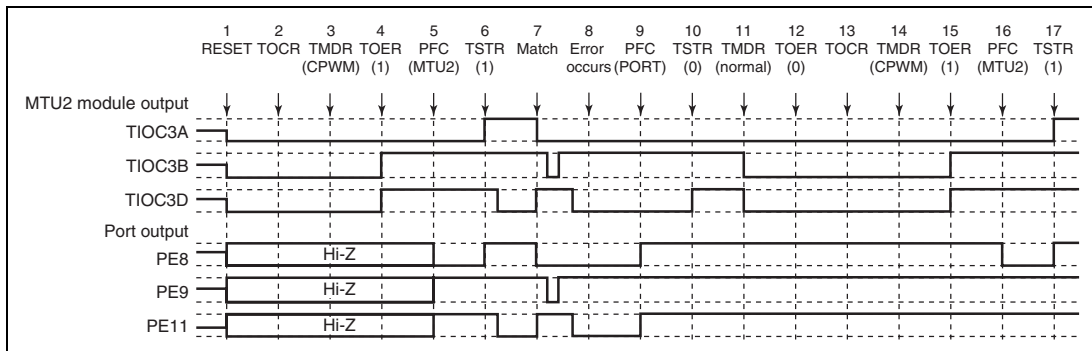 1 2 3 4 5 6 7 8 9 10 11 12 13 14 15 16 17
RESET TOCR TMDR TOER PFC TSTR Match Error PFC TSTR TMDR TOER TOCR TMDR TOER PFC TSTR
(CPWM) (1) (MTU2) (1) occurs (PORT) (0) (normal) (0) (CPWM) (1) (MTU2) (1)
MTU2 module output
TIOC3A
TIOC3B
TIOC3D
Port output
PE8 Hi-Z
PE9 Hi-Z
PE11 Hi-Z